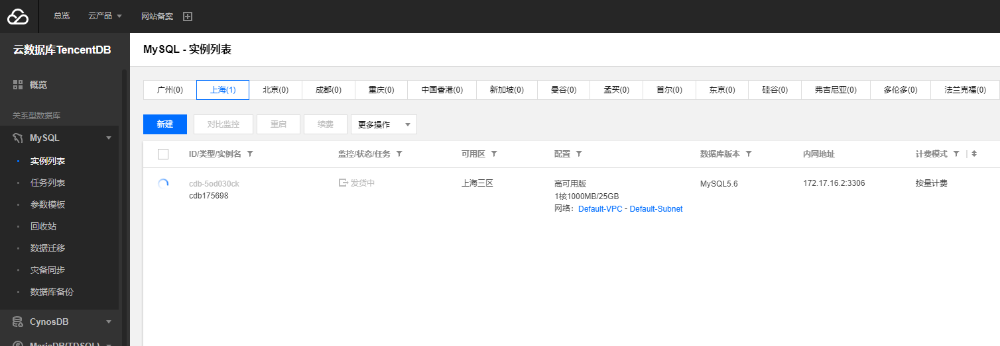 总览 云产品 网站备案
云数据库TencentDB
概览
关系型数据库
MySQL
实例列表
任务列表
参数模板
回收站
数据迁移
灾备同步
数据库备份
CynosDB
MariaDB(TDSQL)
MySQL - 实例列表
广州(0) 上海(1) 北京(0) 成都(0) 重庆(0) 中国香港(0) 新加坡(0) 曼谷(0) 孟买(0) 首尔(0) 东京(0) 硅谷(0) 弗吉尼亚(0) 多伦多(0) 法兰克福(0)
新建 对比监控 重启 续费 更多操作
ID/类型/实例名 监控/状态/任务 可用区 配置 数据库版本 内网地址 计费模式
cdb-5od030ck 发货中 上海三区 高可用版 MySQL5.6 172.17.16.2:3306 按量计费
cdb175698 1核1000MB/25GB
网络：Default-VPC - Default-Subnet